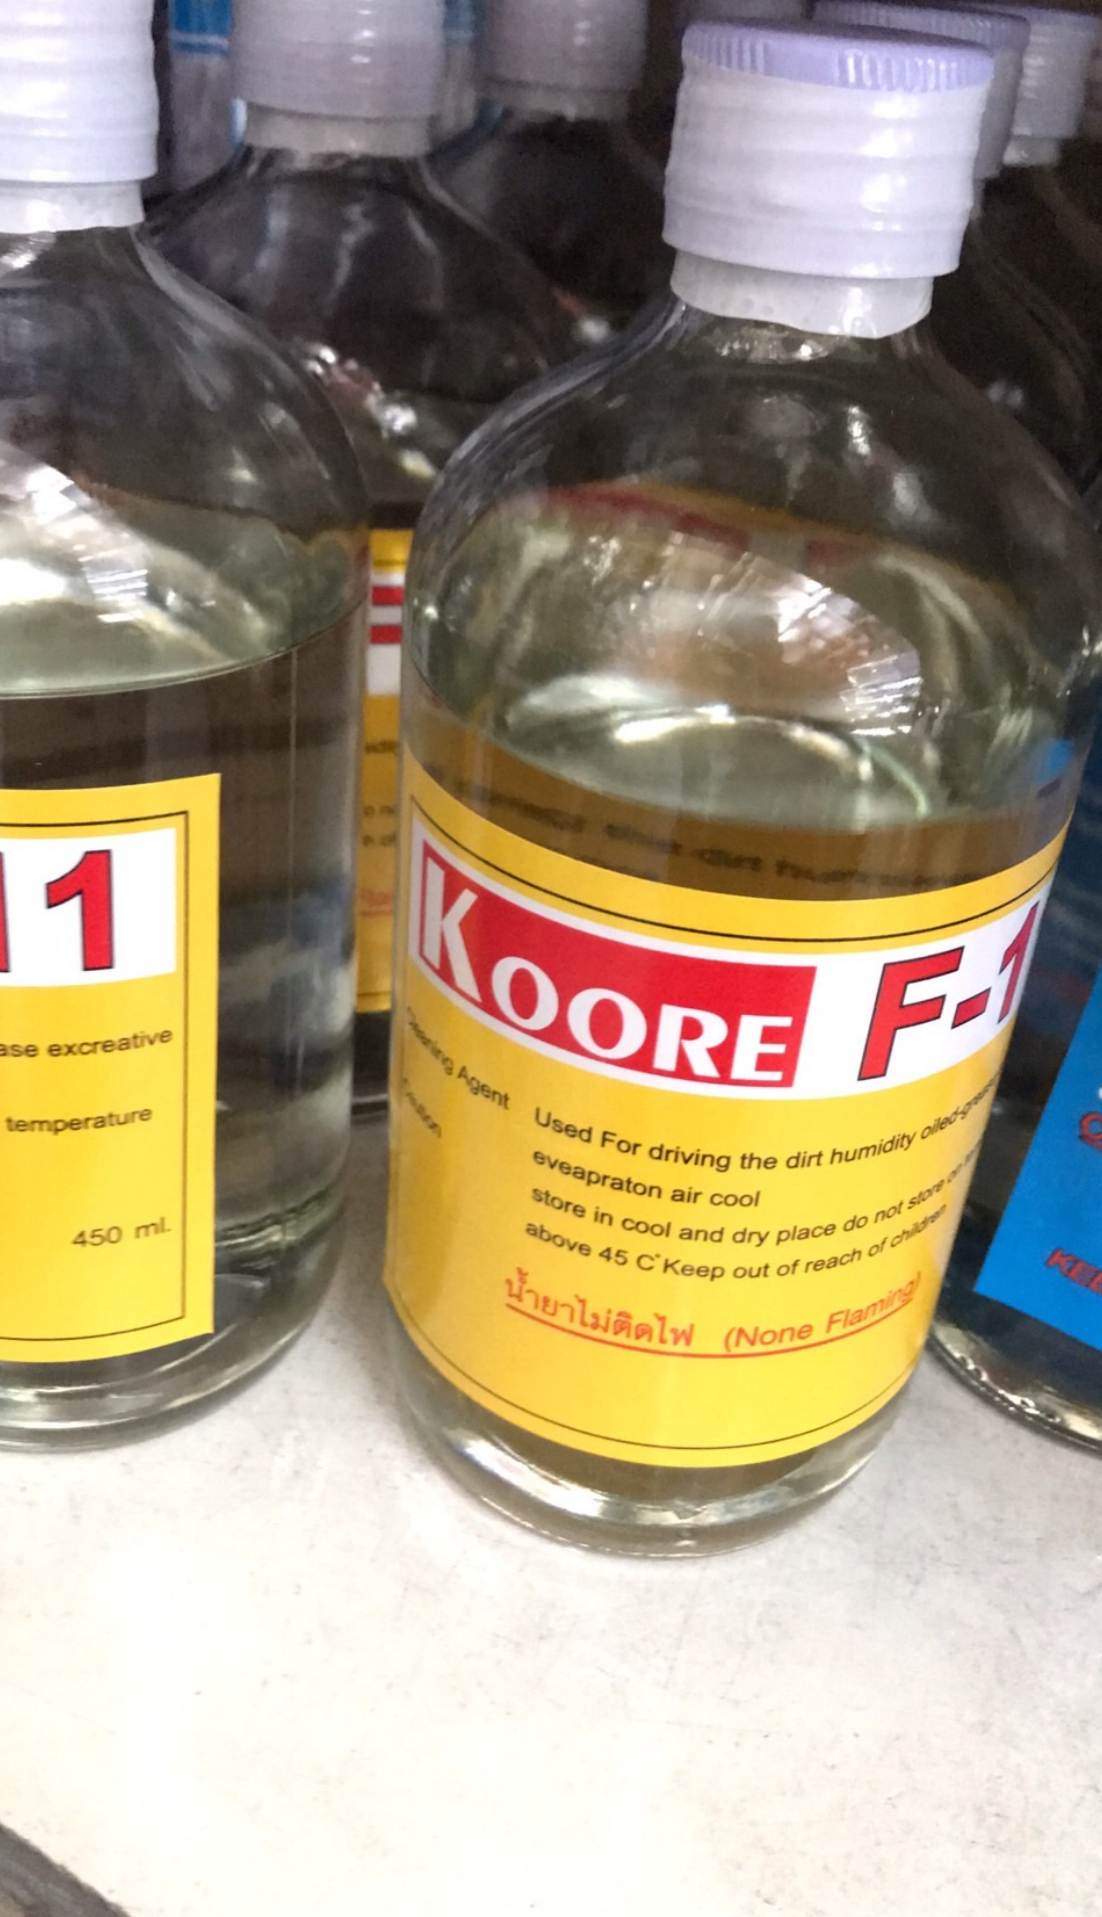 11
ase excreative
temperature
450 ml.
KOORE F-1
Agent Used For driving the dirt humidity oiled-grease
eveapraton air cool
store in cool and dry place do not store on
above 45 C° Keep out of reach of children
น้ำยาไม่ติดไฟ (None Flaming)